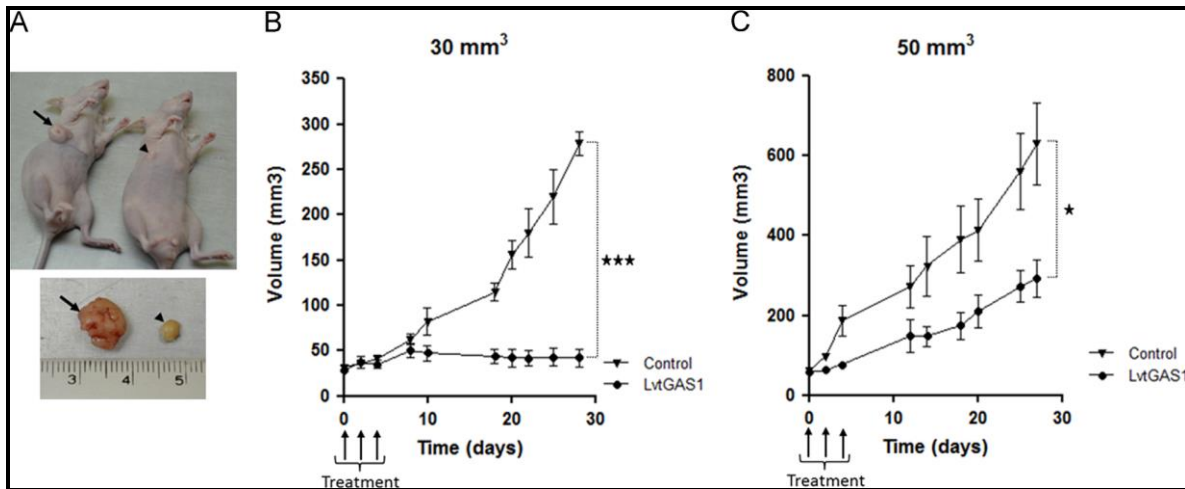 A
3 4 5
B
30 mm³
350
300
250
200
150
100
50
0
Volume (mm3)
0 10 20 30
Time (days)
Treatment
★★★
Control
LvtGAS1
C
50 mm³
800
600
400
200
0
Volume (mm3)
0 10 20 30
Time (days)
Treatment
★
Control
LvtGAS1